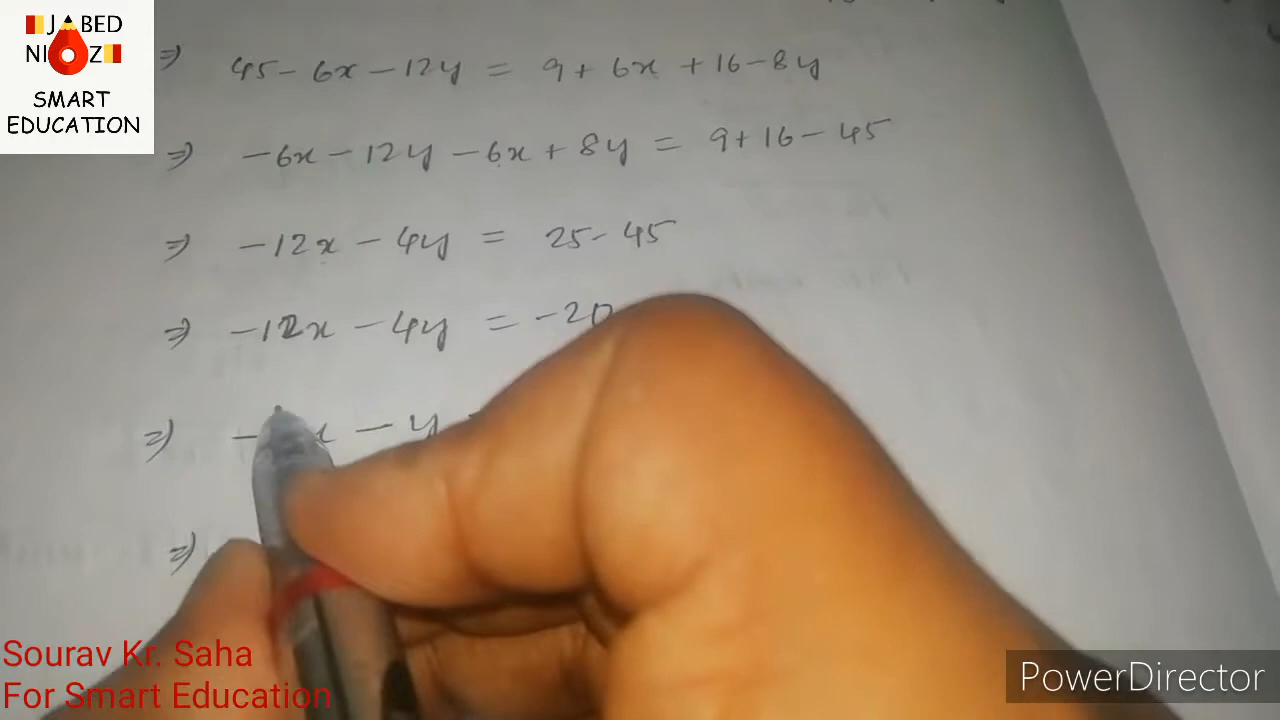 JABED
NIOZ
SMART
EDUCATION
⇒ 45 - 6x - 12y = 9 + 6x + 16 - 8y
⇒ -6x - 12y - 6x + 8y = 9 + 16 - 45
⇒ -12x - 4y = 25 - 45
⇒ -12x - 4y = -20
⇒ - x - y
⇒
Sourav Kr. Saha
For Smart Education
PowerDirector